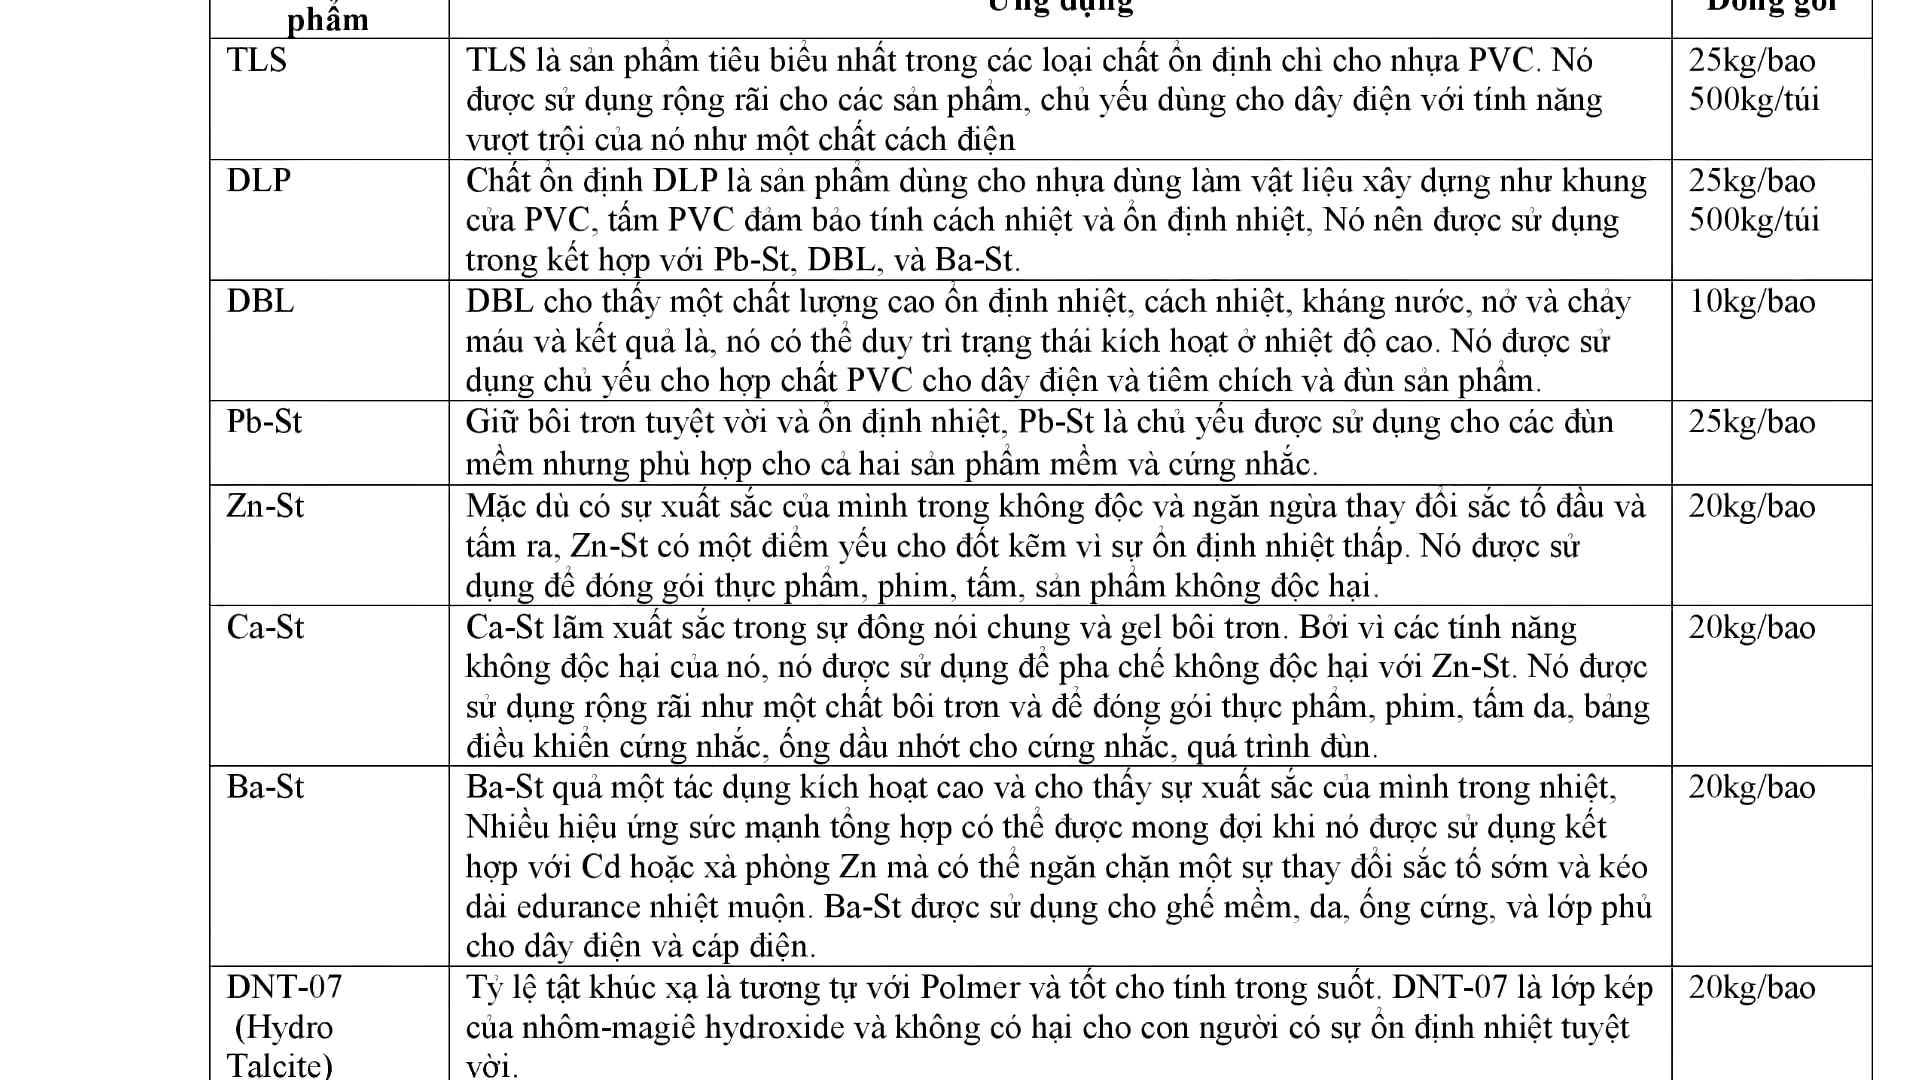 phẩm
Ứng dụng
Đóng gói
TLS
TLS là sản phẩm tiêu biểu nhất trong các loại chất ổn định chì cho nhựa PVC. Nó
được sử dụng rộng rãi cho các sản phẩm, chủ yếu dùng cho dây điện với tính năng
vượt trội của nó như một chất cách điện
25kg/bao
500kg/túi
DLP
Chất ổn định DLP là sản phẩm dùng cho nhựa dùng làm vật liệu xây dựng như khung
cửa PVC, tấm PVC đảm bảo tính cách nhiệt và ổn định nhiệt, Nó nên được sử dụng
trong kết hợp với Pb-St, DBL, và Ba-St.
25kg/bao
500kg/túi
DBL
DBL cho thấy một chất lượng cao ổn định nhiệt, cách nhiệt, kháng nước, nở và chảy
máu và kết quả là, nó có thể duy trì trạng thái kích hoạt ở nhiệt độ cao. Nó được sử
dụng chủ yếu cho hợp chất PVC cho dây điện và tiêm chích và đùn sản phẩm.
10kg/bao
Pb-St
Giữ bôi trơn tuyệt vời và ổn định nhiệt, Pb-St là chủ yếu được sử dụng cho các đùn
mềm nhưng phù hợp cho cả hai sản phẩm mềm và cứng nhắc.
25kg/bao
Zn-St
Mặc dù có sự xuất sắc của mình trong không độc và ngăn ngừa thay đổi sắc tố đầu và
tấm ra, Zn-St có một điểm yếu cho đốt kẽm vì sự ổn định nhiệt thấp. Nó được sử
dụng để đóng gói thực phẩm, phim, tấm, sản phẩm không độc hại.
20kg/bao
Ca-St
Ca-St lãm xuất sắc trong sự đông nói chung và gel bôi trơn. Bởi vì các tính năng
không độc hại của nó, nó được sử dụng để pha chế không độc hại với Zn-St. Nó được
sử dụng rộng rãi như một chất bôi trơn và để đóng gói thực phẩm, phim, tấm da, bảng
điều khiển cứng nhắc, ống dầu nhớt cho cứng nhắc, quá trình đùn.
20kg/bao
Ba-St
Ba-St quả một tác dụng kích hoạt cao và cho thấy sự xuất sắc của mình trong nhiệt,
Nhiều hiệu ứng sức mạnh tổng hợp có thể được mong đợi khi nó được sử dụng kết
hợp với Cd hoặc xà phòng Zn mà có thể ngăn chặn một sự thay đổi sắc tố sớm và kéo
dài edurance nhiệt muộn. Ba-St được sử dụng cho ghế mềm, da, ống cứng, và lớp phủ
cho dây điện và cáp điện.
20kg/bao
DNT-07
(Hydro
Talcite)
Tỷ lệ tật khúc xạ là tương tự với Polmer và tốt cho tính trong suốt. DNT-07 là lớp kép
của nhôm-magiê hydroxide và không có hại cho con người có sự ổn định nhiệt tuyệt
vời.
20kg/bao